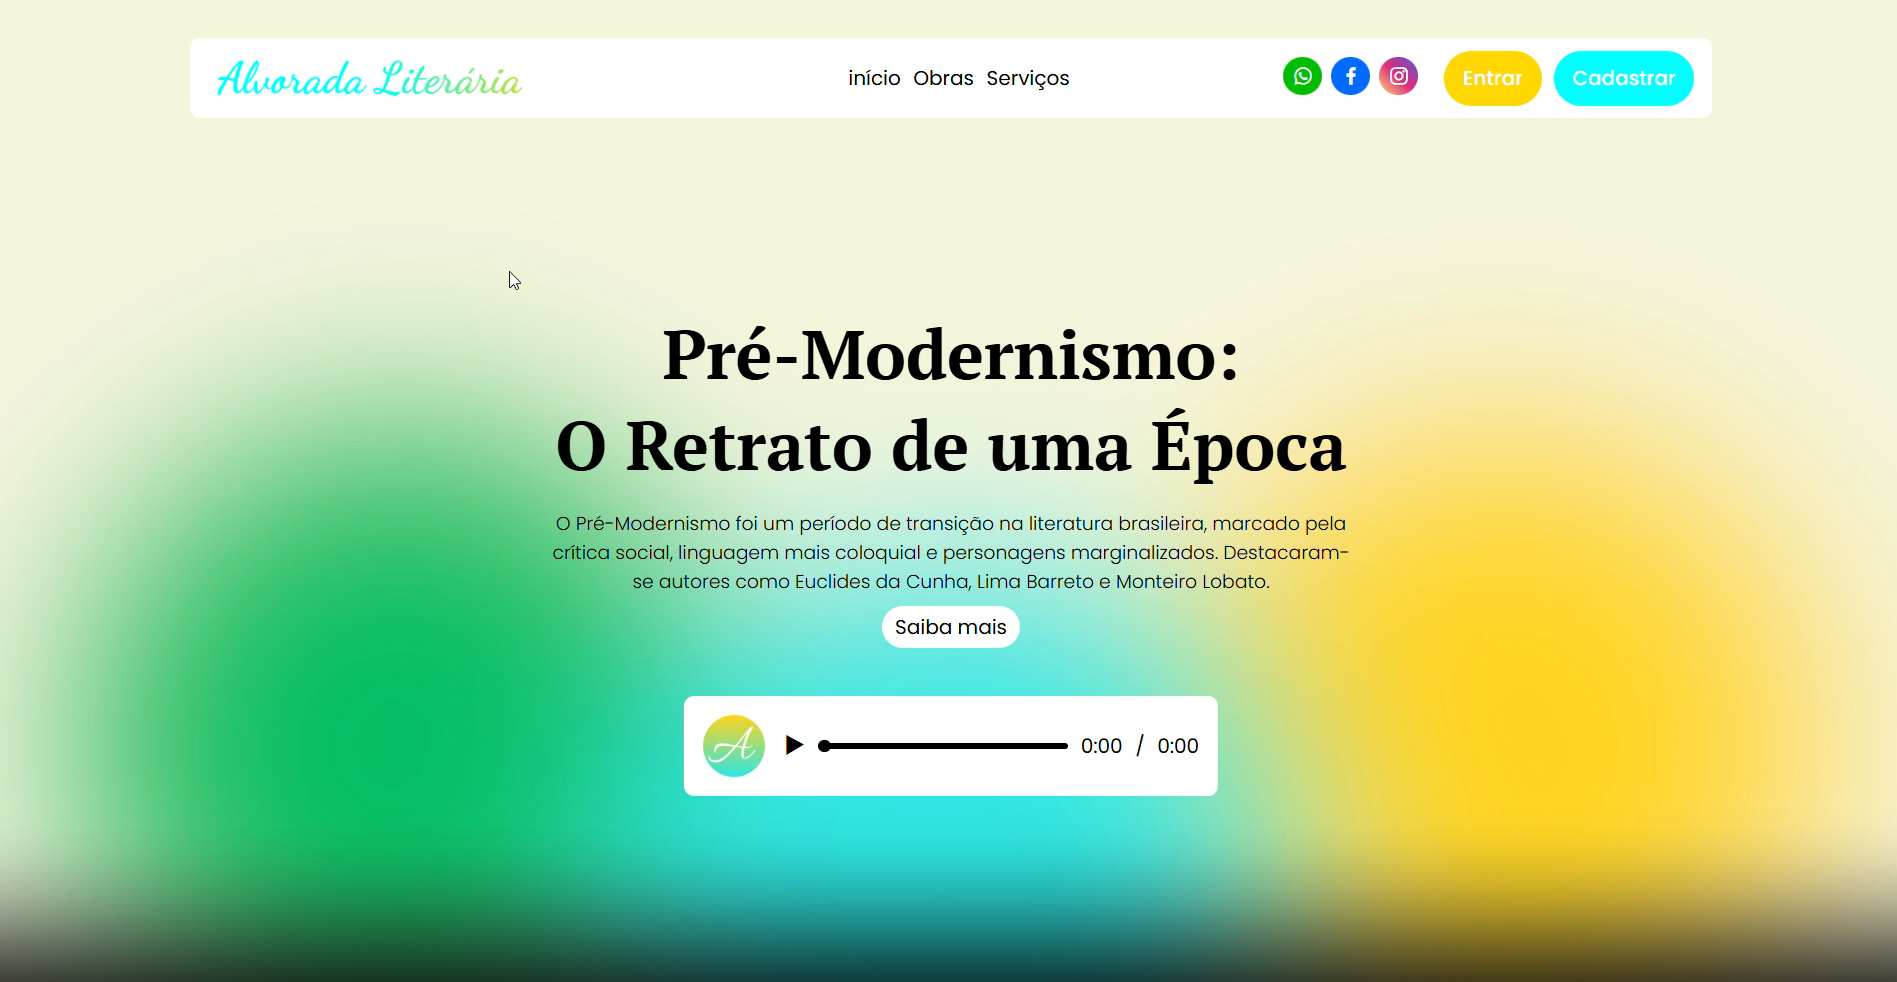 Alvorada Literária
início Obras Serviços
Entrar
Cadastrar
Pré-Modernismo:
O Retrato de uma Época
O Pré-Modernismo foi um período de transição na literatura brasileira, marcado pela
crítica social, linguagem mais coloquial e personagens marginalizados. Destacaram-
se autores como Euclides da Cunha, Lima Barreto e Monteiro Lobato.
Saiba mais
A
0:00 / 0:00